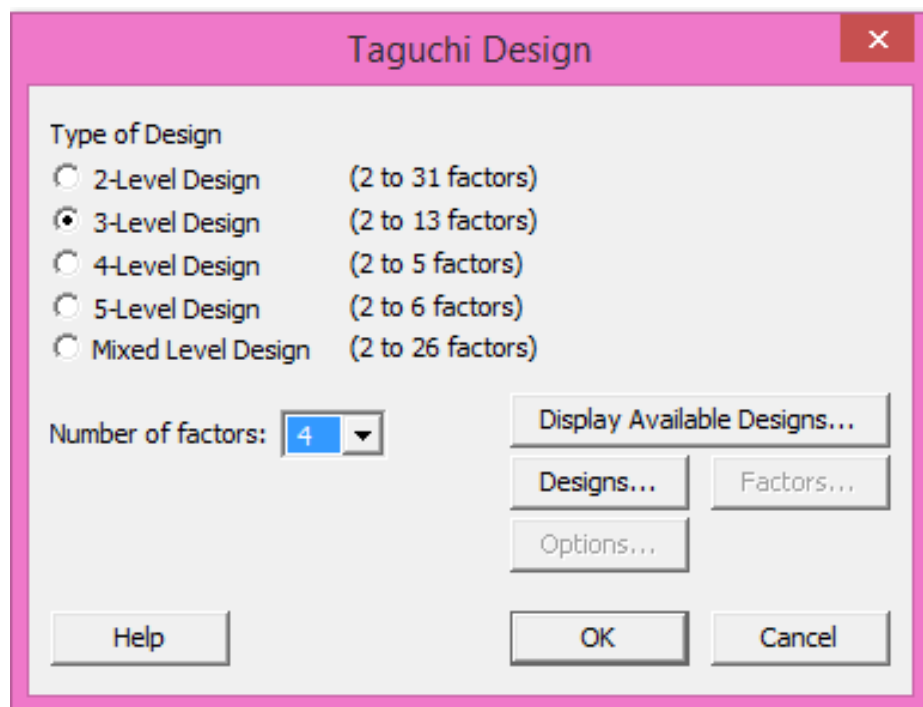 Taguchi Design
Type of Design
2-Level Design (2 to 31 factors)
3-Level Design (2 to 13 factors)
4-Level Design (2 to 5 factors)
5-Level Design (2 to 6 factors)
Mixed Level Design (2 to 26 factors)
Number of factors: 4
Display Available Designs...
Designs... Factors...
Options...
Help OK Cancel